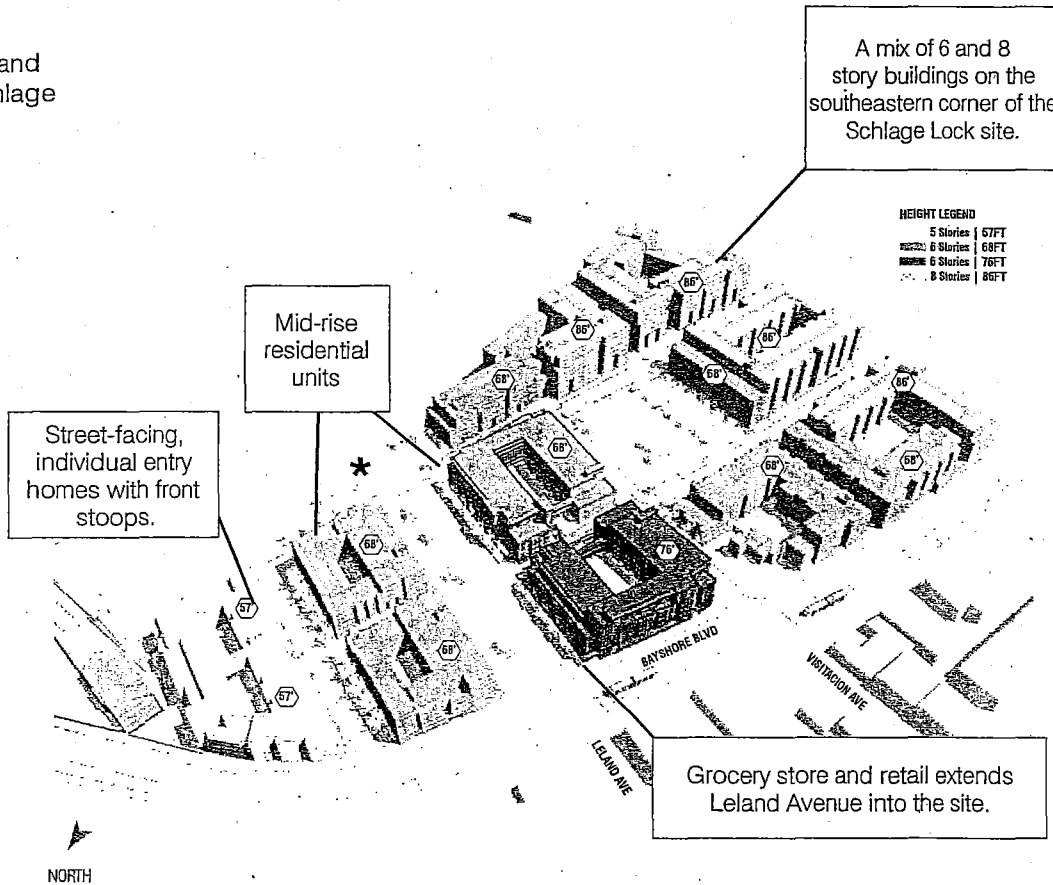 and
hlage
A mix of 6 and 8
story buildings on the
southeastern corner of the
Schlage Lock site.
HEIGHT LEGEND
5 Stories | 57FT
6 Stories | 68FT
6 Stories | 76FT
8 Stories | 86FT
Mid-rise
residential
units
Street-facing,
individual entry
homes with front
stoops.
*
86'
86'
86'
68'
68'
86'
68'
68'
68'
76'
68'
68'
57'
57'
BAYSHORE BLVD
VISITACION AVE
LELAND AVE
Grocery store and retail extends
Leland Avenue into the site.
NORTH